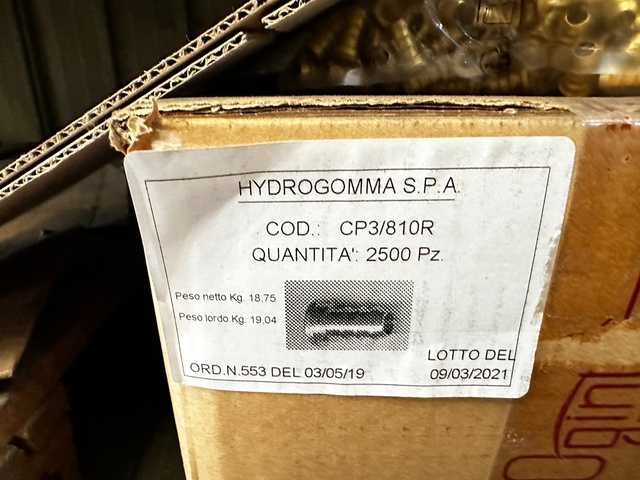 HYDROGOMMA S.P.A.
COD.: CP3/810R
QUANTITA': 2500 Pz.
Peso netto Kg. 18,75
Peso lordo Kg. 19,04
LOTTO DEL
ORD.N.553 DEL 03/05/19
09/03/2021